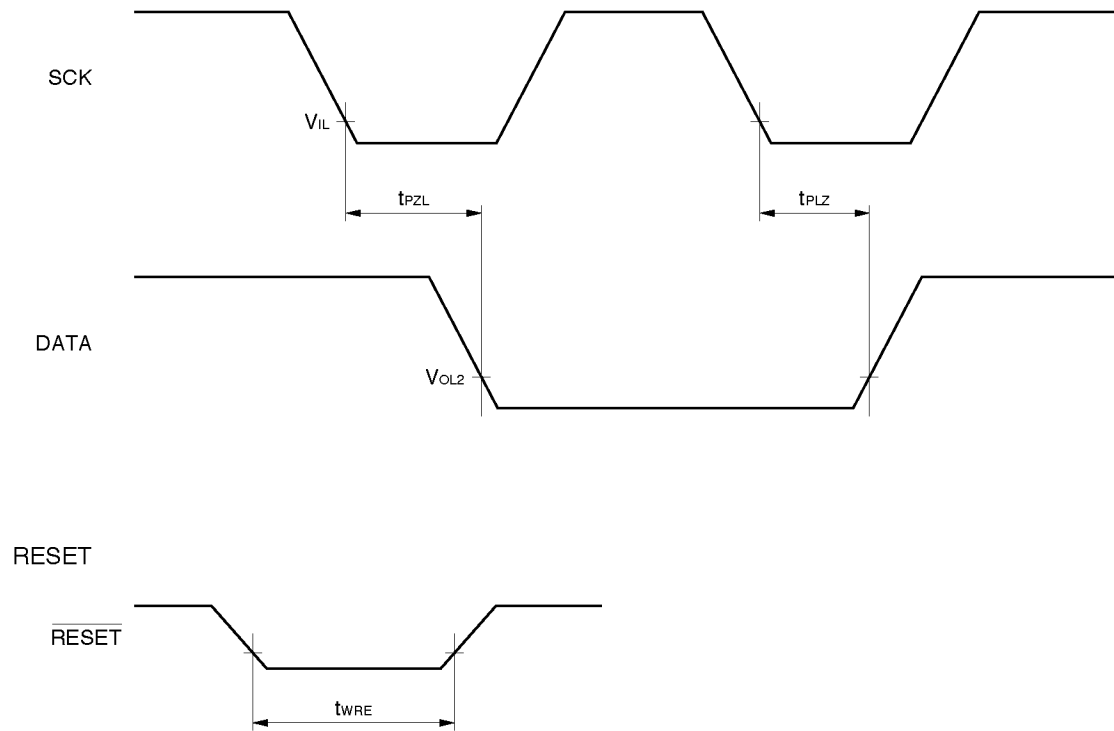 SCK
VIL
tPZL
tPLZ
DATA
VOL2
RESET
RESET
tWRE